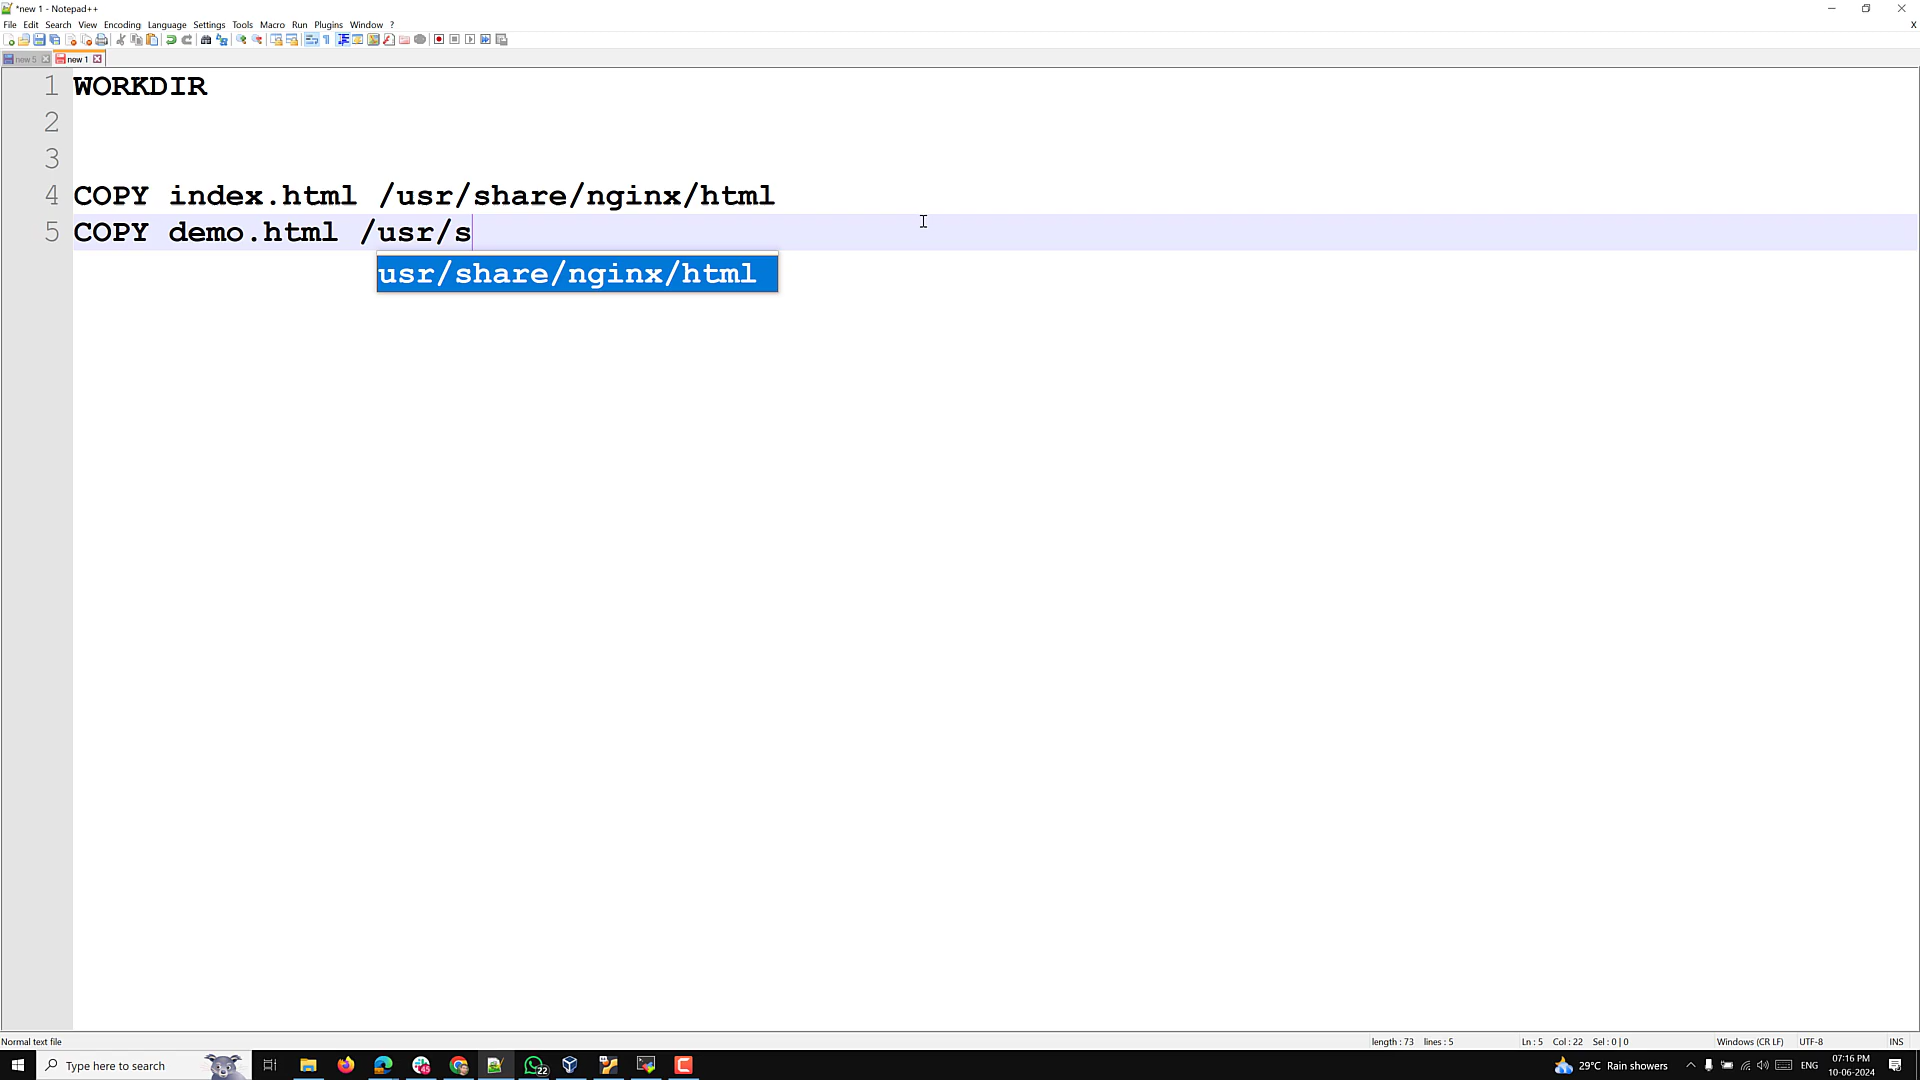 *new 1 - Notepad++
File Edit Search View Encoding Language Settings Tools Macro Run Plugins Window ?
X
new 5 new 1
1 WORKDIR
2
3
4 COPY index.html /usr/share/nginx/html
5 COPY demo.html /usr/s
usr/share/nginx/html
Normal text file length : 73 lines : 5 Ln : 5 Col : 22 Sel : 0 | 0 Windows (CR LF) UTF-8 INS
Type here to search 45 22 29°C Rain showers ENG 07:16 PM
10-06-2024